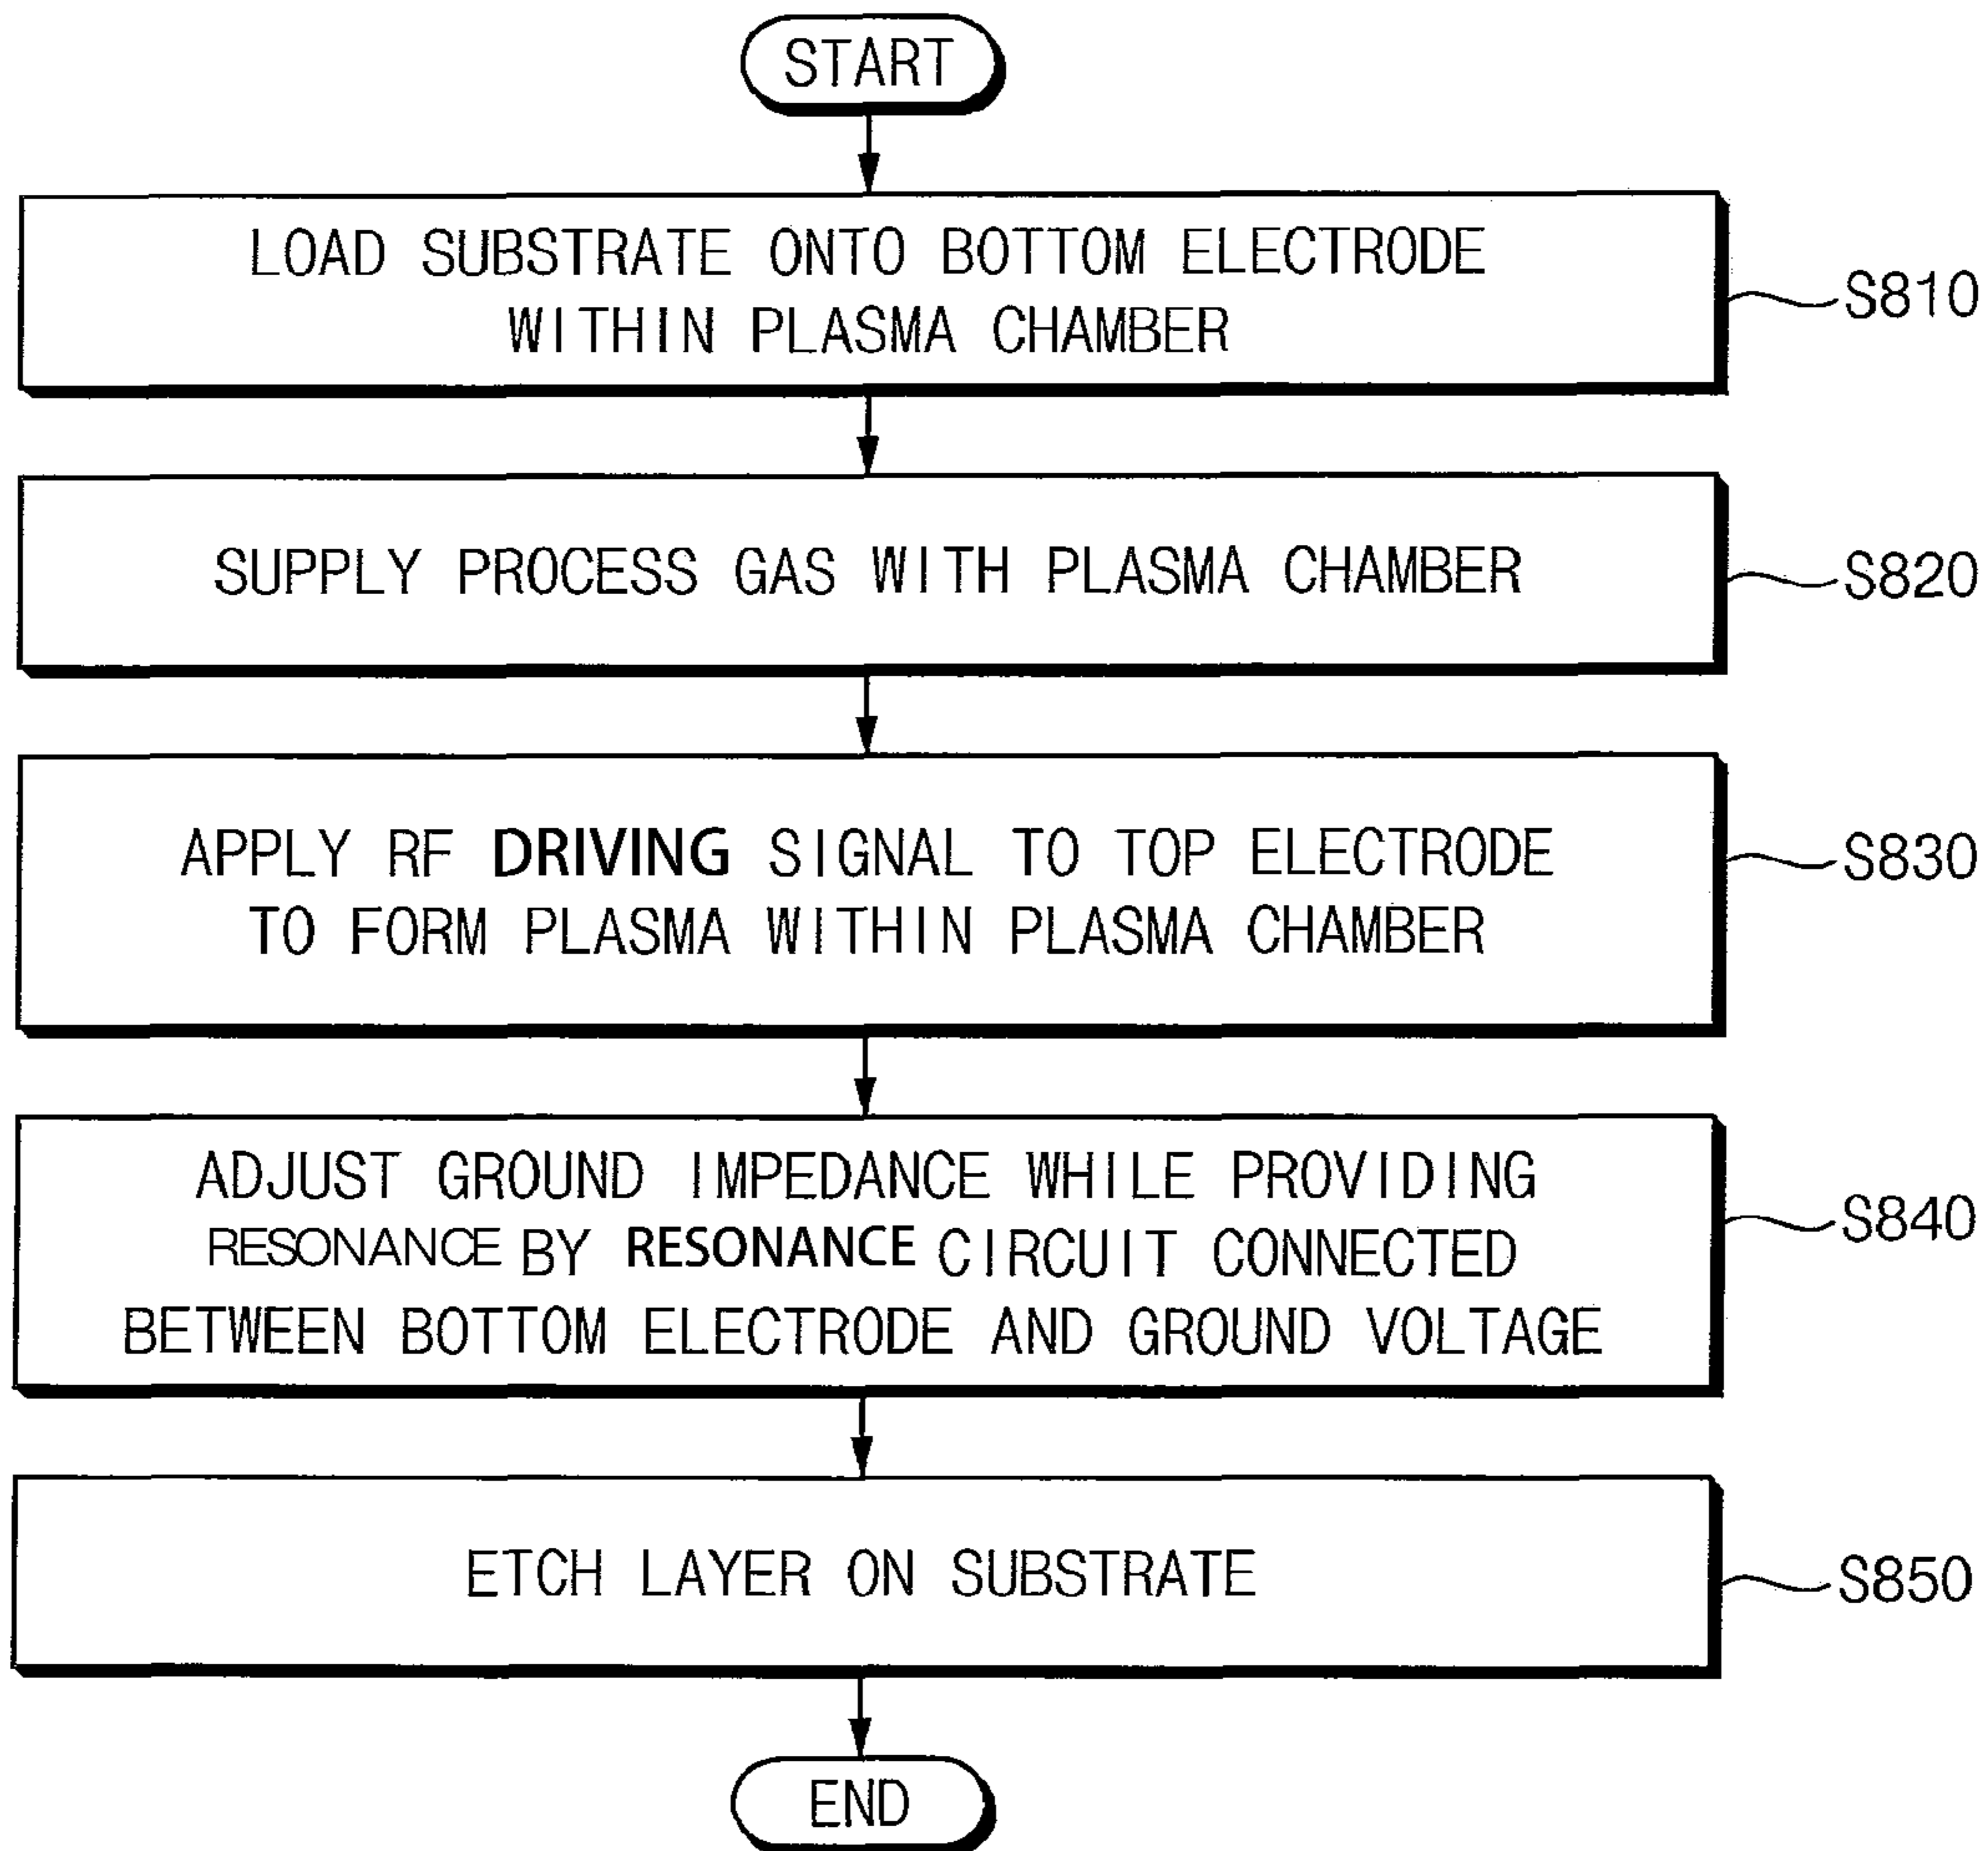 START
LOAD SUBSTRATE ONTO BOTTOM ELECTRODE
WITHIN PLASMA CHAMBER
S810
SUPPLY PROCESS GAS WITH PLASMA CHAMBER
S820
APPLY RF DRIVING SIGNAL TO TOP ELECTRODE
TO FORM PLASMA WITHIN PLASMA CHAMBER
S830
ADJUST GROUND IMPEDANCE WHILE PROVIDING
RESONANCE BY RESONANCE CIRCUIT CONNECTED
BETWEEN BOTTOM ELECTRODE AND GROUND VOLTAGE
S840
ETCH LAYER ON SUBSTRATE
S850
END